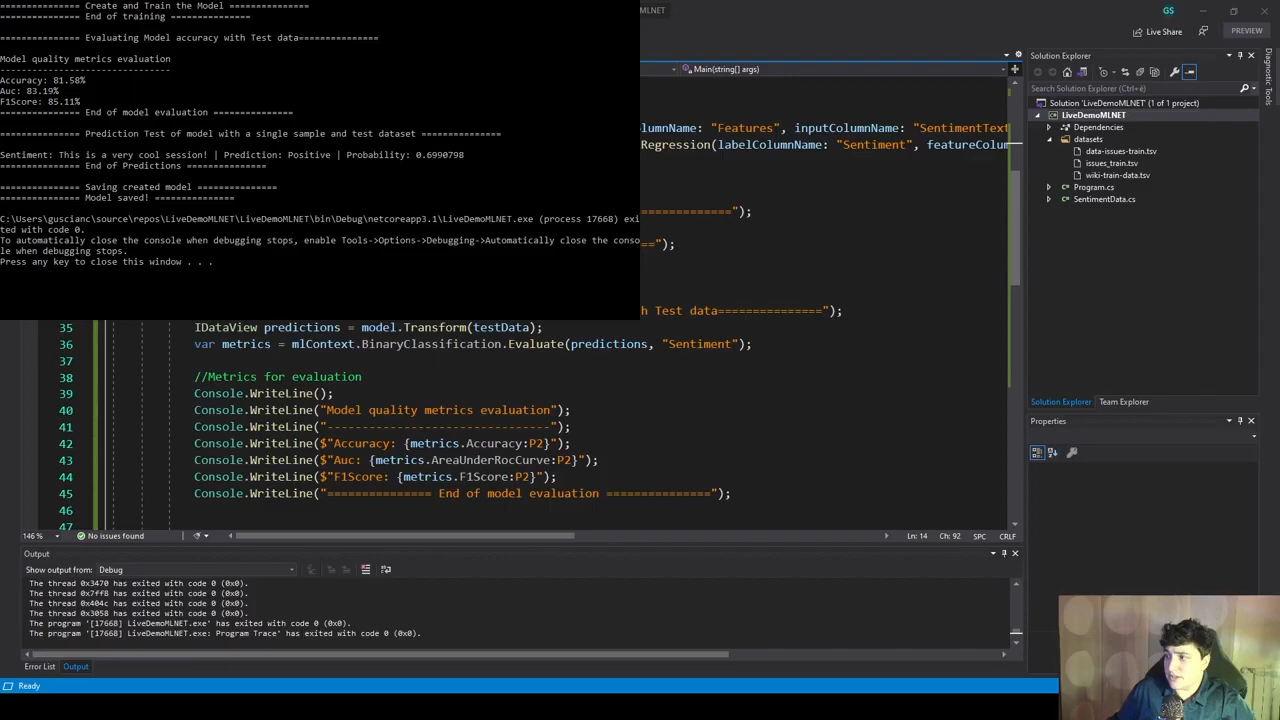 =============== Create and Train the Model ===============
=============== End of training ===============
=============== Evaluating Model accuracy with Test data===============
Model quality metrics evaluation
--------------------------------
Accuracy: 81.58%
Auc: 83.19%
F1Score: 85.11%
=============== End of model evaluation ===============
=============== Prediction Test of model with a single sample and test dataset ===============
Sentiment: This is a very cool session! | Prediction: Positive | Probability: 0.6990798
=============== End of Predictions ===============
=============== Saving created model ===============
=============== Model saved! ===============
C:\Users\guscianc\source\repos\LiveDemoMLNET\LiveDemoMLNET\bin\Debug\netcoreapp3.1\LiveDemoMLNET.exe (process 17668) exi
ted with code 0.
To automatically close the console when debugging stops, enable Tools->Options->Debugging->Automatically close the conso
le when debugging stops.
Press any key to close this window . . .
MLNET
GS
Live Share
PREVIEW
Main(string[] args)
lumnName: "Features", inputColumnName: "SentimentText
Regression(labelColumnName: "Sentiment", featureColum
=============");
=");
h Test data===============");
35 IDataView predictions = model.Transform(testData);
36 var metrics = mlContext.BinaryClassification.Evaluate(predictions, "Sentiment");
37
38 //Metrics for evaluation
39 Console.WriteLine();
40 Console.WriteLine("Model quality metrics evaluation");
41 Console.WriteLine("--------------------------------");
42 Console.WriteLine($"Accuracy: {metrics.Accuracy:P2}");
43 Console.WriteLine($"Auc: {metrics.AreaUnderRocCurve:P2}");
44 Console.WriteLine($"F1Score: {metrics.F1Score:P2}");
45 Console.WriteLine("=============== End of model evaluation ===============");
46
47
146 %
No issues found
Ln: 14
Ch: 92
SPC
CRLF
Output
Show output from: Debug
The thread 0x3470 has exited with code 0 (0x0).
The thread 0x7ff8 has exited with code 0 (0x0).
The thread 0x404c has exited with code 0 (0x0).
The thread 0x3058 has exited with code 0 (0x0).
The program '[17668] LiveDemoMLNET.exe' has exited with code 0 (0x0).
The program '[17668] LiveDemoMLNET.exe: Program Trace' has exited with code 0 (0x0).
Error List
Output
Ready
Solution Explorer
Search Solution Explorer (Ctrl+è)
Solution 'LiveDemoMLNET' (1 of 1 project)
LiveDemoMLNET
Dependencies
datasets
data-issues-train.tsv
issues_train.tsv
wiki-train-data.tsv
Program.cs
SentimentData.cs
Solution Explorer
Team Explorer
Properties
Diagnostic Tools